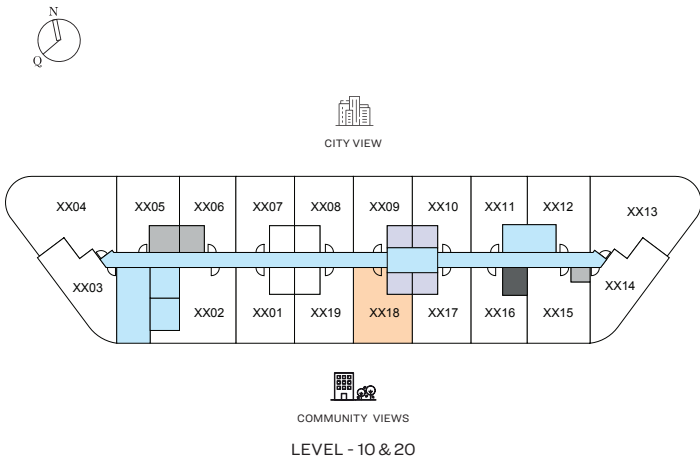 N
Q
CITY VIEW
XX04 XX05 XX06 XX07 XX08 XX09 XX10 XX11 XX12 XX13
XX03 XX14
XX02 XX01 XX19 XX18 XX17 XX16 XX15
COMMUNITY VIEWS
LEVEL - 10 & 20